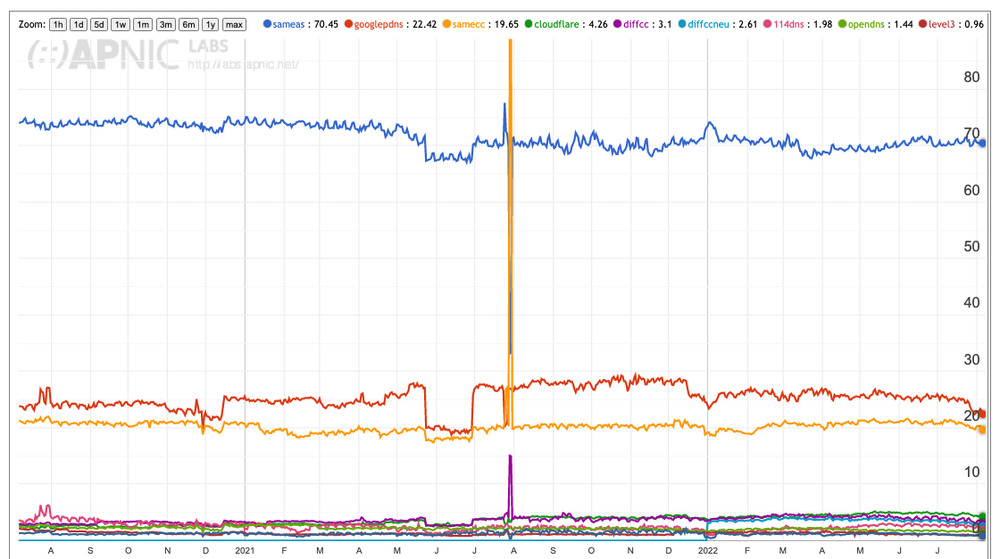 Zoom: 1h 1d 5d 1w 1m 3m 6m 1y max sameas : 70.45 googlepdns : 22.42 samecc : 19.65 cloudflare : 4.26 diffcc : 3.1 diffccneu : 2.61 114dns : 1.98 opendns : 1.44 level3 : 0.96
(::)APNIC LABS
http://labs.apnic.net/
80
70
60
50
40
30
20
10
A S O N D 2021 F M A M J J A S O N D 2022 F M A M J J